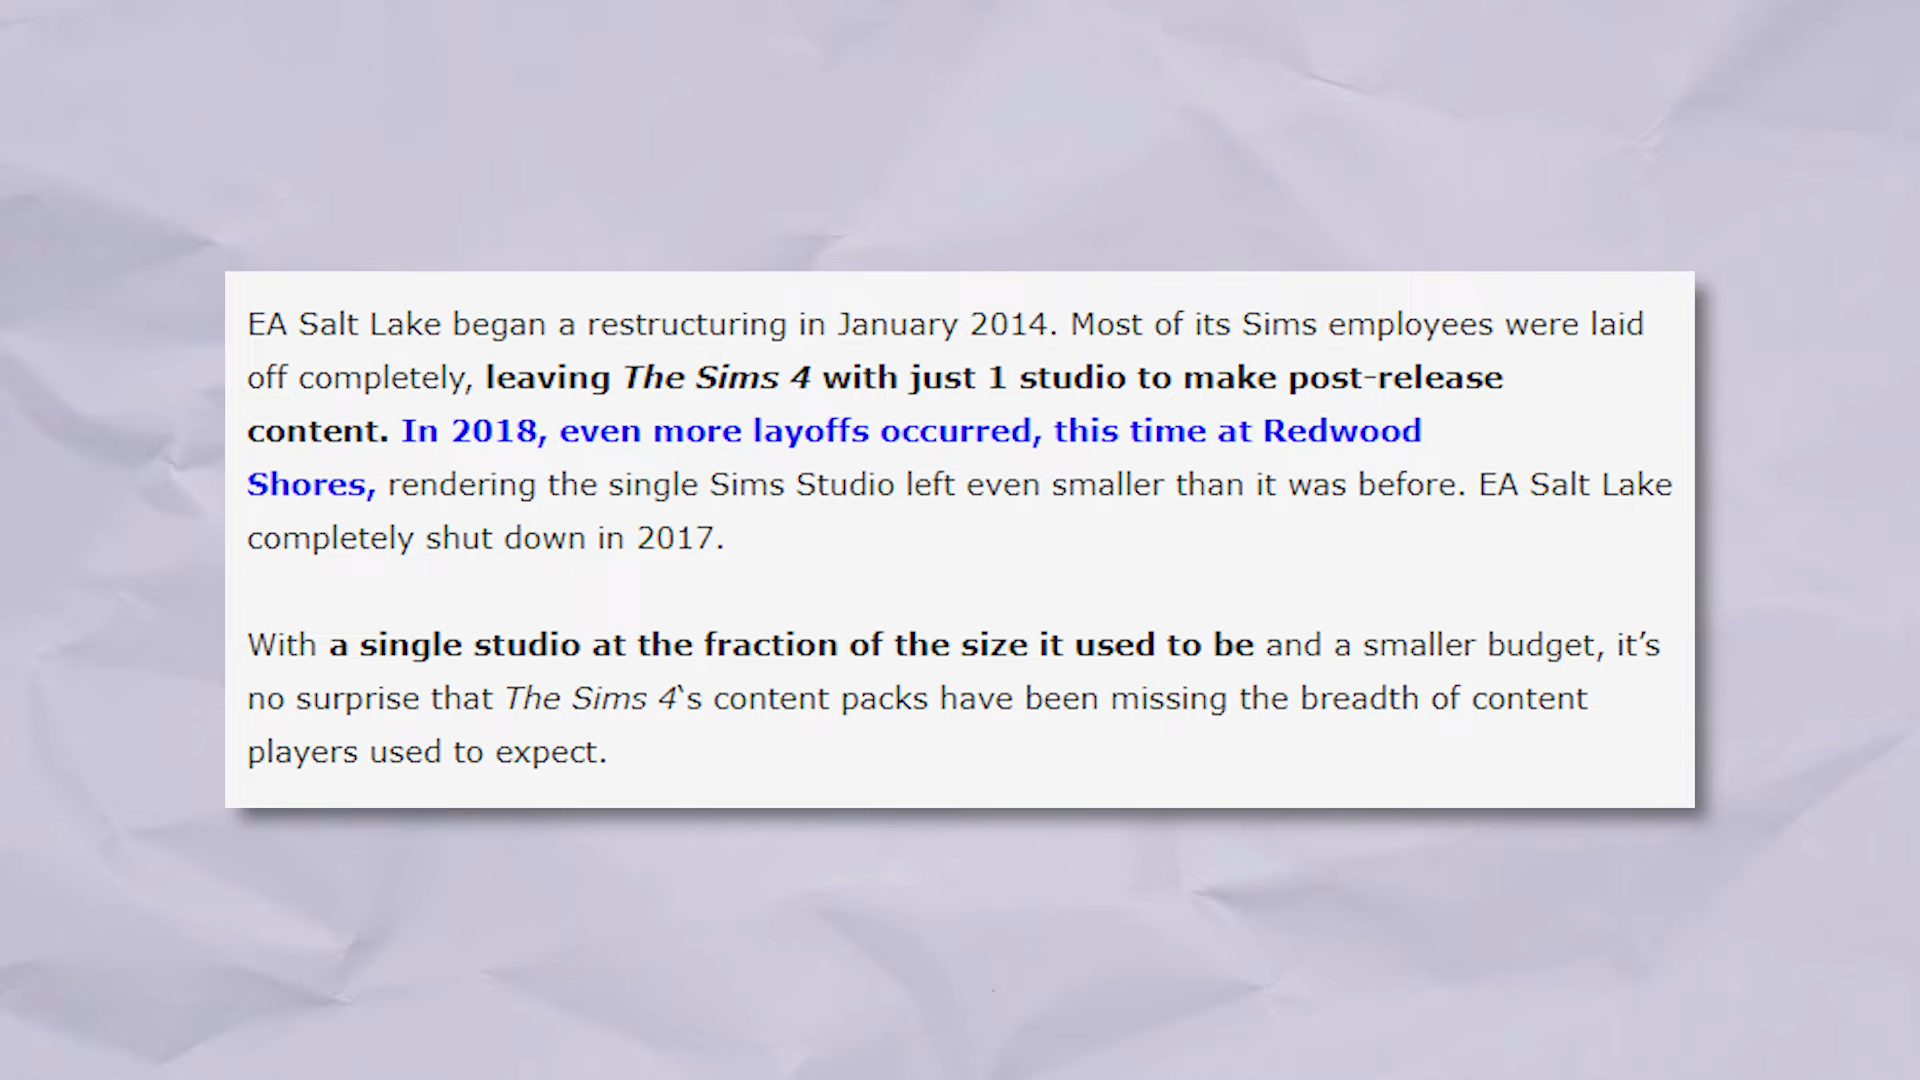 EA Salt Lake began a restructuring in January 2014. Most of its Sims employees were laid
off completely, leaving The Sims 4 with just 1 studio to make post-release
content. In 2018, even more layoffs occurred, this time at Redwood
Shores, rendering the single Sims Studio left even smaller than it was before. EA Salt Lake
completely shut down in 2017.
With a single studio at the fraction of the size it used to be and a smaller budget, it’s
no surprise that The Sims 4‘s content packs have been missing the breadth of content
players used to expect.